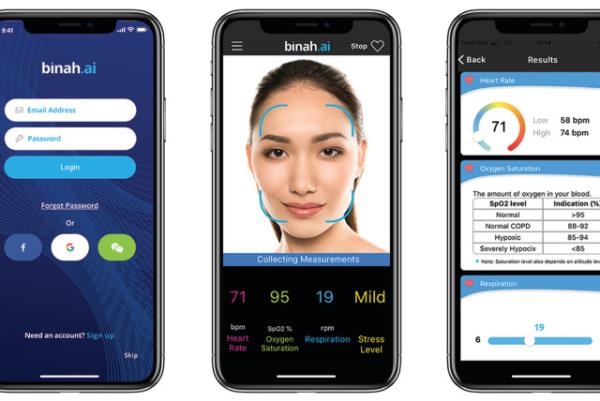 9:41
binah.ai
Email Address
Password
Login
Forgot Password
Or
f
G
Need an account? Sign up
Skip
binah.ai
Stop
Collecting Measurements
71
95
19
Mild
bpm
Heart
Rate
SpO2 %
Oxygen
Saturation
rpm
Respiration
Stress
Level
11:14
Back
Results
Heart Rate
71
Low 58 bpm
High 74 bpm
Oxygen Saturation
The amount of oxygen in your blood.
SpO2 level Indication (%)
Normal >95
Normal COPD 88-92
Hypoxic 85-94
Severely Hypocix <85
Note: Saturation level also depends on altitude
Respiration
19
6